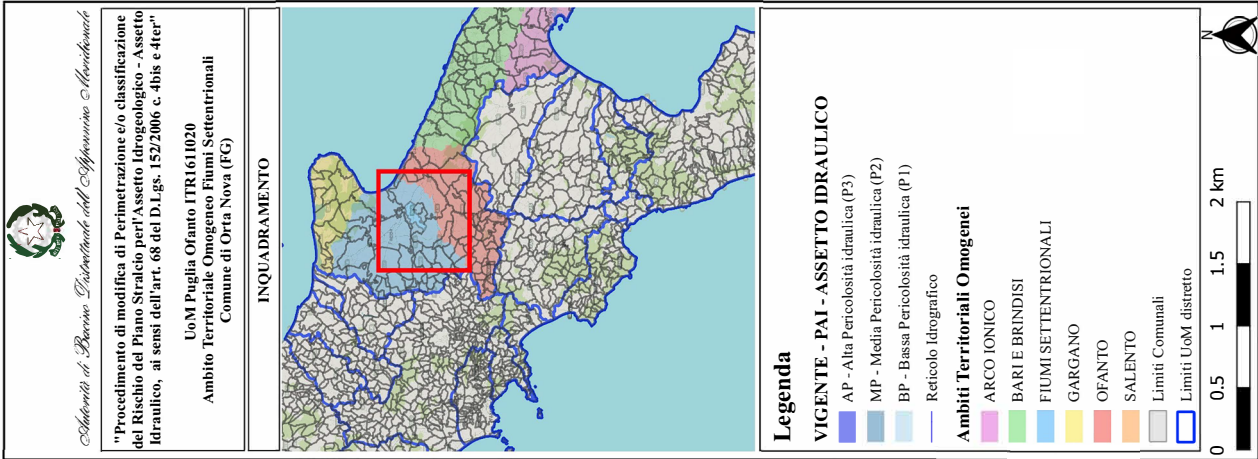 Autorità di Bacino Distrettuale dell'Appennino Meridionale
"Procedimento di modifica di Perimetrazione e/o classificazione
del Rischio del Piano Stralcio per l'Assetto Idrogeologico - Assetto
Idraulico, ai sensi dell'art. 68 del D.Lgs. 152/2006 c. 4bis e 4ter"
UoM Puglia Ofanto ITR161I020
Ambito Territoriale Omogeneo Fiumi Settentrionali
Comune di Orta Nova (FG)
INQUADRAMENTO
Legenda
VIGENTE - PAI - ASSETTO IDRAULICO
AP - Alta Pericolosità idraulica (P3)
MP - Media Pericolosità idraulica (P2)
BP - Bassa Pericolosità idraulica (P1)
Reticolo Idrografico
Ambiti Territoriali Omogenei
ARCO IONICO
BARI E BRINDISI
FIUMI SETTENTRIONALI
GARGANO
OFANTO
SALENTO
Limiti Comunali
Limiti UoM distretto
N
0 0.5 1 1.5 2 km